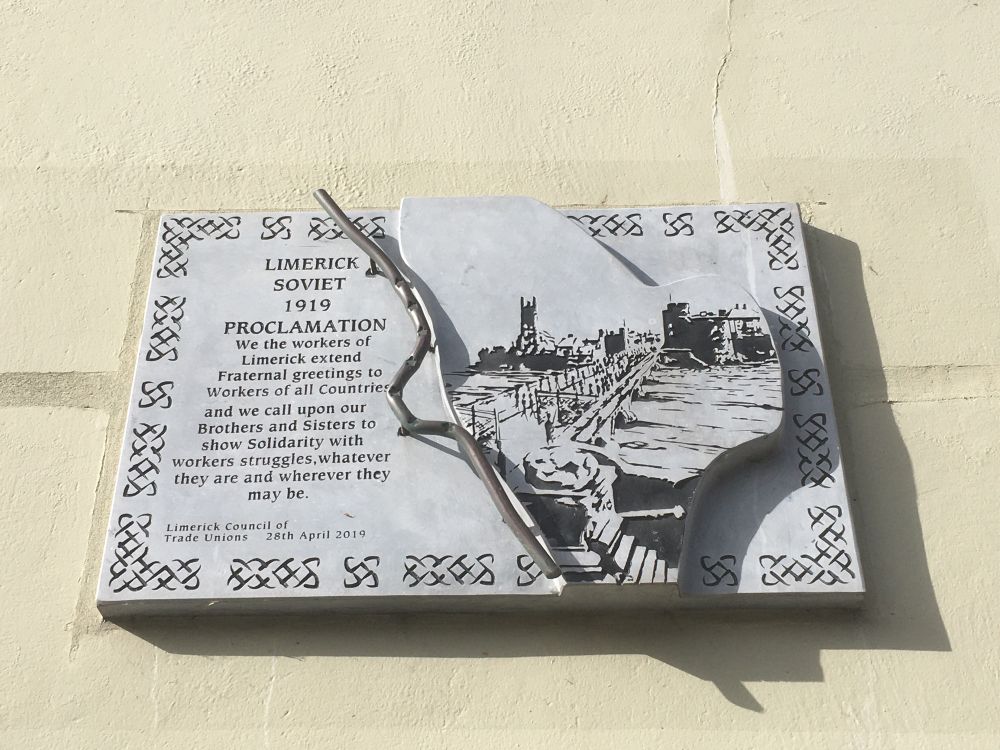 LIMERICK
SOVIET
1919
PROCLAMATION
We the workers of
Limerick extend
Fraternal greetings to
Workers of all Countries
and we call upon our
Brothers and Sisters to
show Solidarity with
workers struggles,whatever
they are and wherever they
may be.
Limerick Council of
Trade Unions 28th April 2019